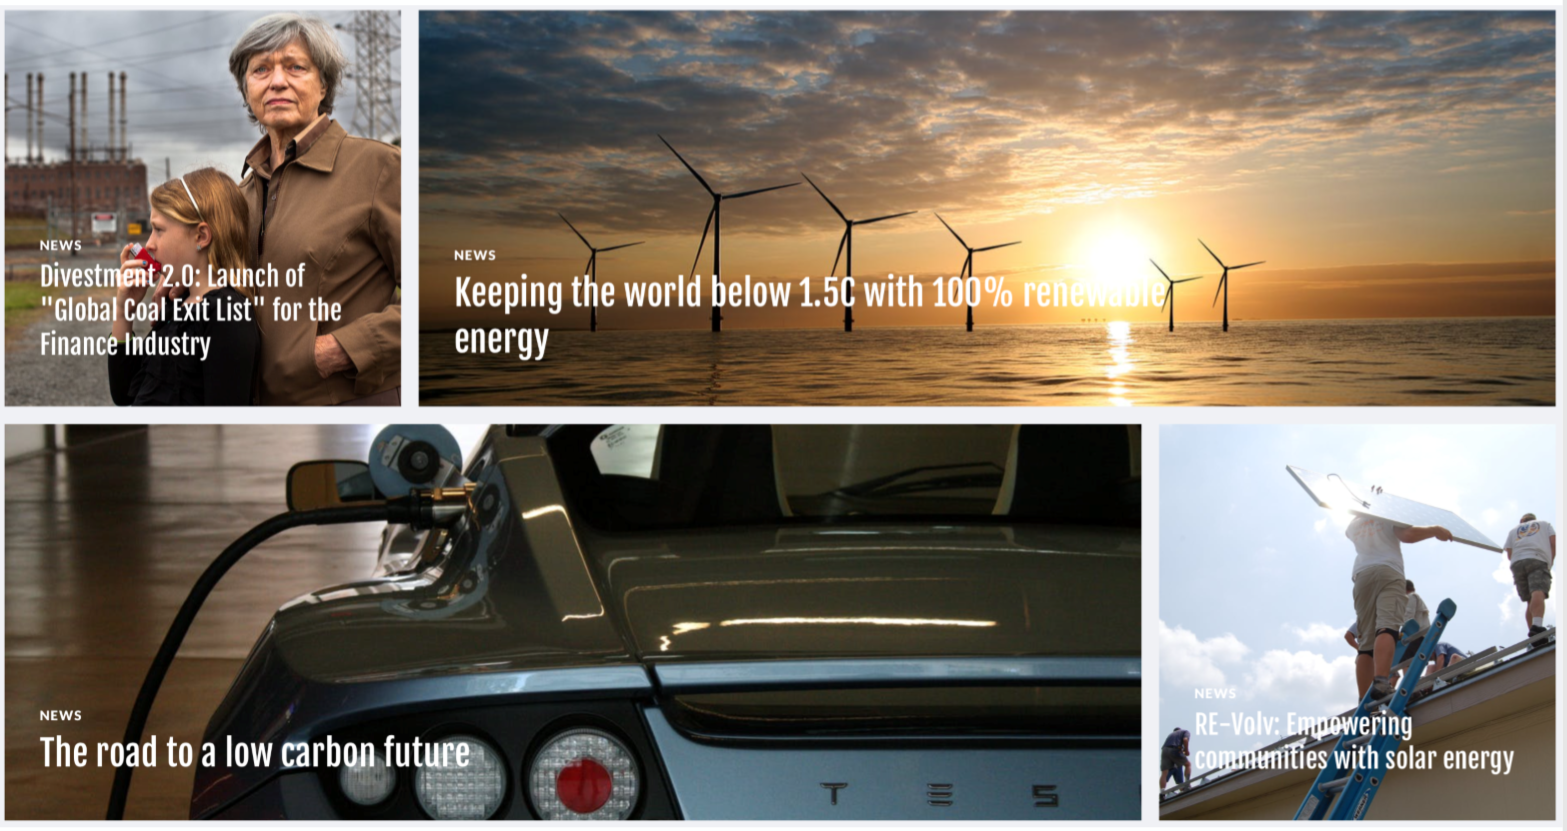 NEWS
Divestment 2.0: Launch of
"Global Coal Exit List" for the
Finance Industry
NEWS
Keeping the world below 1.5C with 100% renewable
energy
NEWS
The road to a low carbon future
T E S
NEWS
RE-Volv: Empowering
communities with solar energy